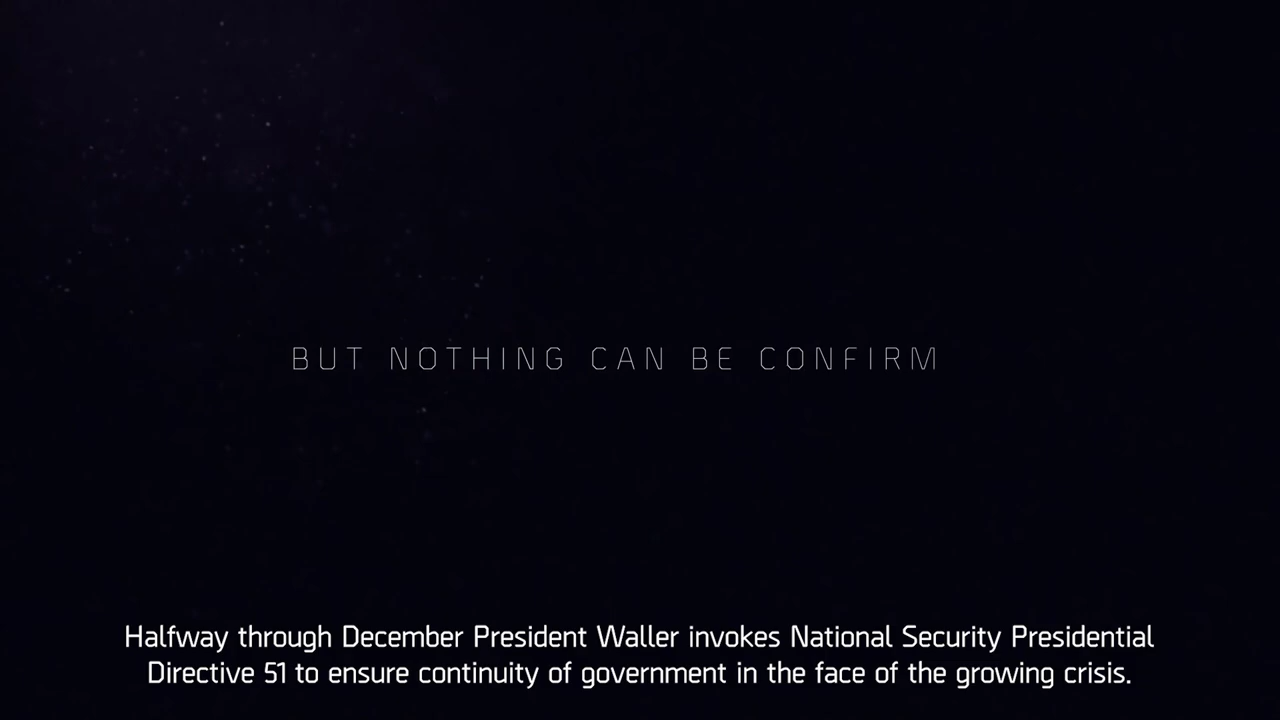 BUT NOTHING CAN BE CONFIRM
Halfway through December President Waller invokes National Security Presidential
Directive 51 to ensure continuity of government in the face of the growing crisis.